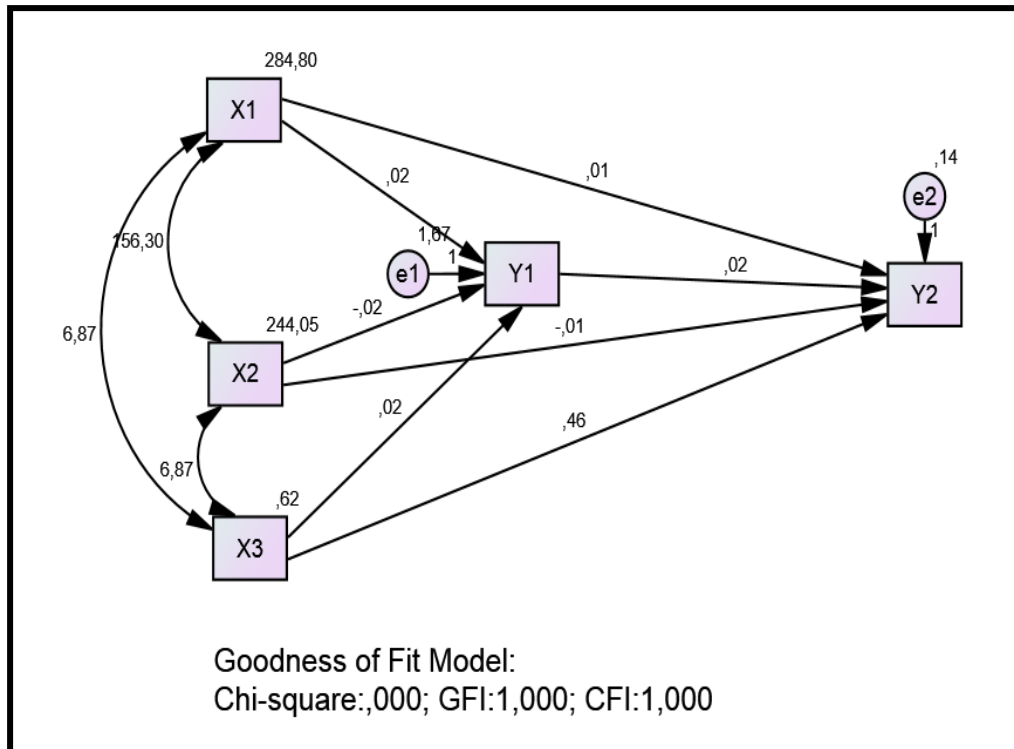 284,80
X1
,02
,01
,14
e2
1
156,30
1,67
1
e1
Y1
,02
Y2
-,02
-,01
244,05
6,87
X2
,02
,46
6,87
,62
X3
Goodness of Fit Model:
Chi-square:,000; GFI:1,000; CFI:1,000